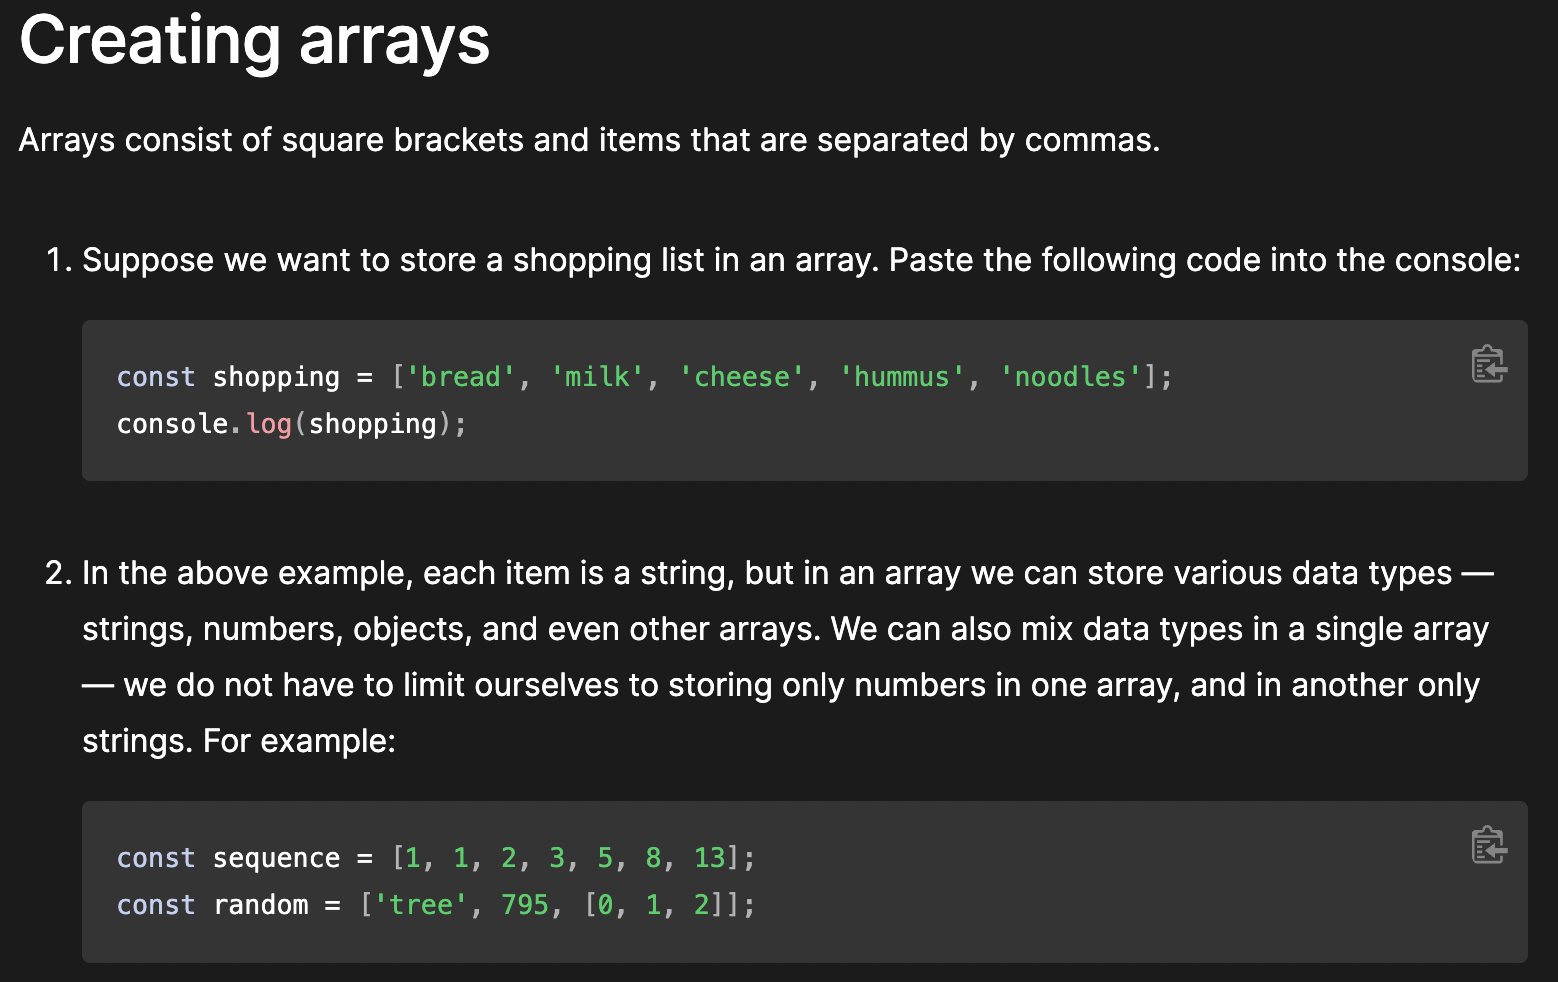 Creating arrays
Arrays consist of square brackets and items that are separated by commas.
1. Suppose we want to store a shopping list in an array. Paste the following code into the console:
const shopping = ['bread', 'milk', 'cheese', 'hummus', 'noodles'];
console.log(shopping);
2. In the above example, each item is a string, but in an array we can store various data types —
strings, numbers, objects, and even other arrays. We can also mix data types in a single array
— we do not have to limit ourselves to storing only numbers in one array, and in another only
strings. For example:
const sequence = [1, 1, 2, 3, 5, 8, 13];
const random = ['tree', 795, [0, 1, 2]];